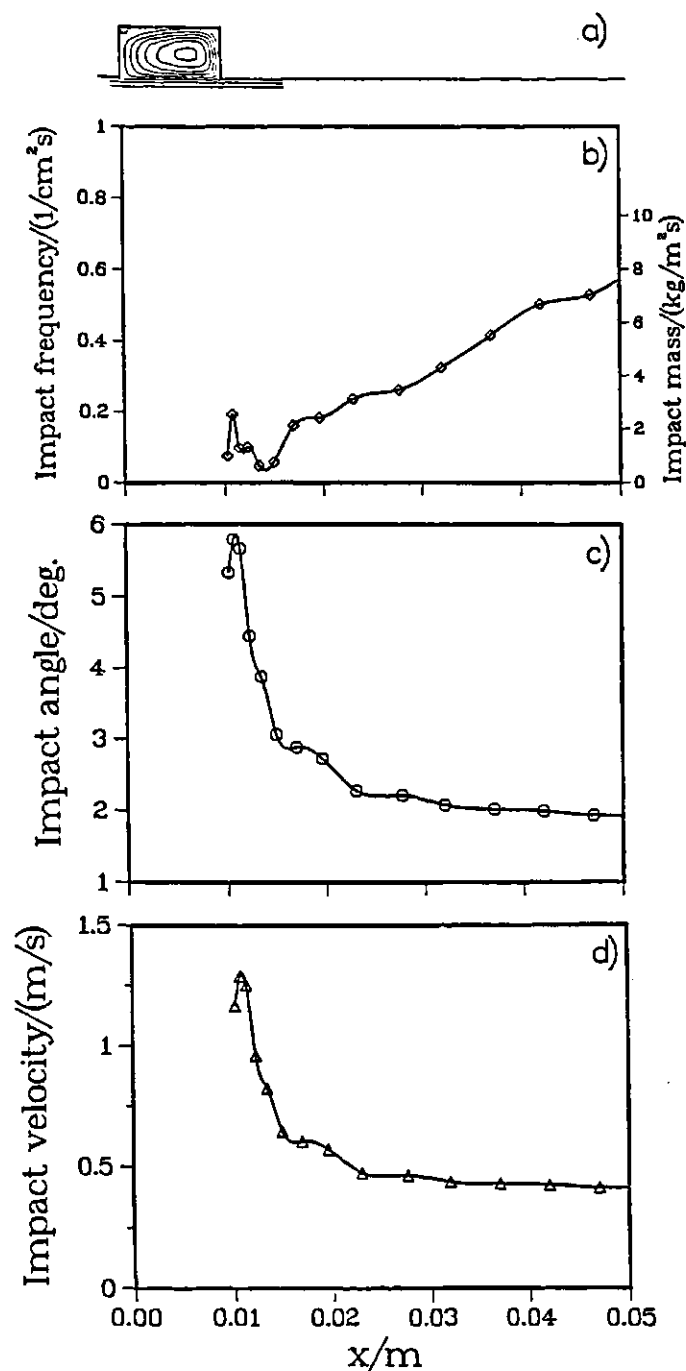 a)
b)
Impact frequency/(1/cm²s)
1
0.8
0.6
0.4
0.2
0
Impact mass/(kg/m²s)
10
8
6
4
2
0
c)
Impact angle/deg.
6
5
4
3
2
1
d)
Impact velocity/(m/s)
1.5
1
0.5
0
0.00 0.01 0.02 0.03 0.04 0.05
x/m